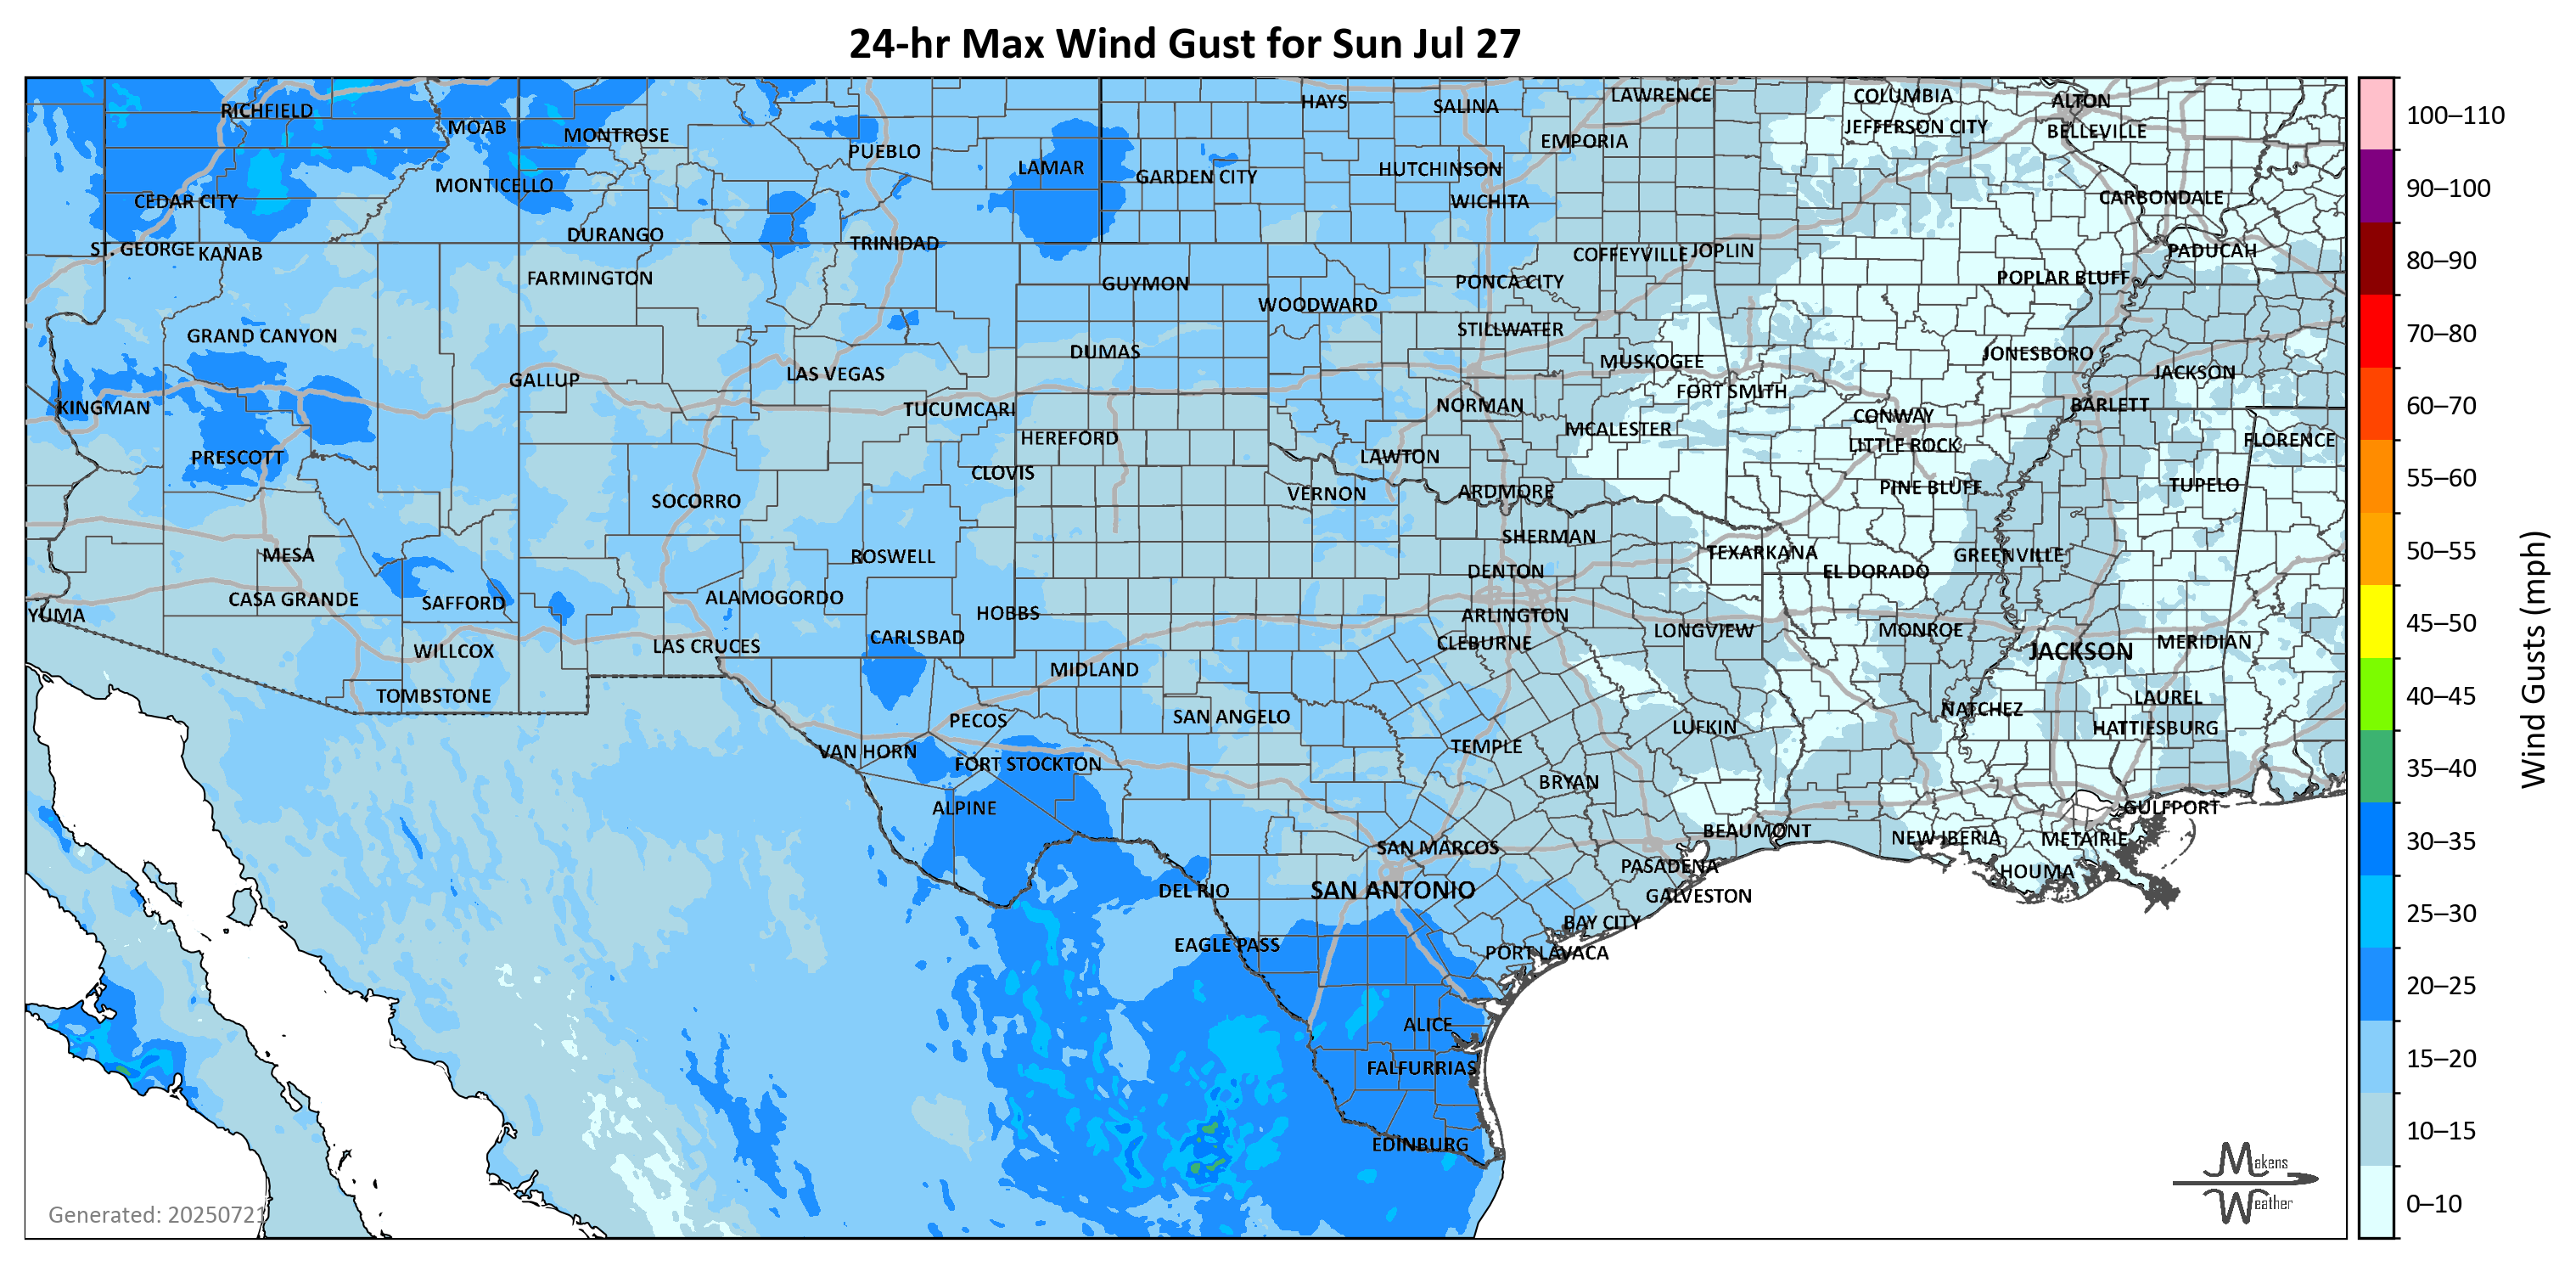 24-hr Max Wind Gust for Sun Jul 27
RICHFIELD
MOAB
MONTROSE
PUEBLO
LAMAR
HAYS
SALINA
LAWRENCE
COLUMBIA
ALTON
JEFFERSON CITY
BELLEVILLE
EMPORIA
GARDEN CITY
HUTCHINSON
MONTICELLO
CEDAR CITY
WICHITA
CARBONDALE
ST. GEORGE
KANAB
DURANGO
TRINIDAD
COFFEYVILLE
JOPLIN
PADUCAH
FARMINGTON
GUYMON
PONCA CITY
POPLAR BLUFF
WOODWARD
GRAND CANYON
STILLWATER
DUMAS
MUSKOGEE
JONESBORO
GALLUP
LAS VEGAS
JACKSON
KINGMAN
TUCUMCARI
NORMAN
FORT SMITH
BARLETT
CONWAY
HEREFORD
MCALESTER
LITTLE ROCK
FLORENCE
PRESCOTT
CLOVIS
LAWTON
SOCORRO
VERNON
ARDMORE
PINE BLUFF
TUPELO
MESA
ROSWELL
SHERMAN
TEXARKANA
GREENVILLE
DENTON
EL DORADO
CASA GRANDE
SAFFORD
ALAMOGORDO
HOBBS
ARLINGTON
YUMA
WILLCOX
LAS CRUCES
CARLSBAD
CLEBURNE
LONGVIEW
MONROE
JACKSON
MERIDIAN
TOMBSTONE
MIDLAND
LAUREL
PECOS
SAN ANGELO
NATCHEZ
HATTIESBURG
LUFKIN
VAN HORN
FORT STOCKTON
TEMPLE
BRYAN
ALPINE
GULFPORT
BEAUMONT
NEW IBERIA
METAIRIE
SAN MARCOS
PASADENA
HOUMA
DEL RIO
SAN ANTONIO
GALVESTON
BAY CITY
EAGLE PASS
PORT LAVACA
ALICE
FALFURRIAS
EDINBURG
Generated: 20250721
Makens
Weather
100–110
90–100
80–90
70–80
60–70
55–60
50–55
45–50
40–45
35–40
30–35
25–30
20–25
15–20
10–15
0–10
Wind Gusts (mph)